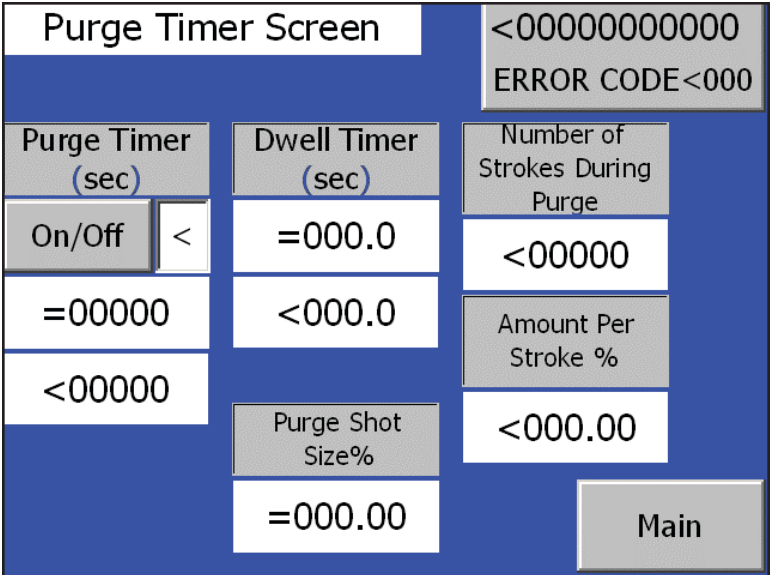 Purge Timer Screen
<00000000000
ERROR CODE<000
Purge Timer
(sec)
On/Off
<
=00000
<00000
Dwell Timer
(sec)
=000.0
<000.0
Purge Shot
Size%
=000.00
Number of
Strokes During
Purge
<00000
Amount Per
Stroke %
<000.00
Main